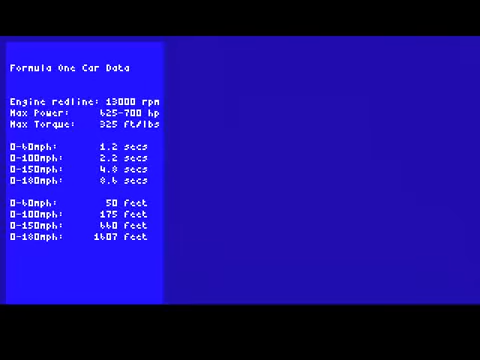 Formula One Car Data
Engine redline: 13000 rpm
Max Power: 625-700 hp
Max Torque: 325 ft/lbs
0-60mph: 1.2 secs
0-100mph: 2.2 secs
0-150mph: 4.8 secs
0-180mph: 8.6 secs
0-60mph: 50 feet
0-100mph: 175 feet
0-150mph: 660 feet
0-180mph: 1607 feet